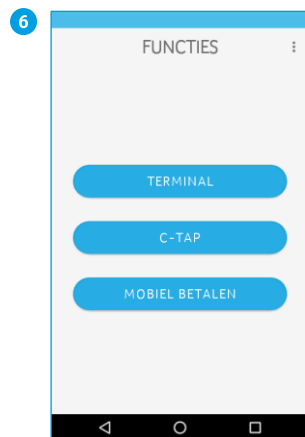 6
FUNCTIES
TERMINAL
C-TAP
MOBIEL BETALEN